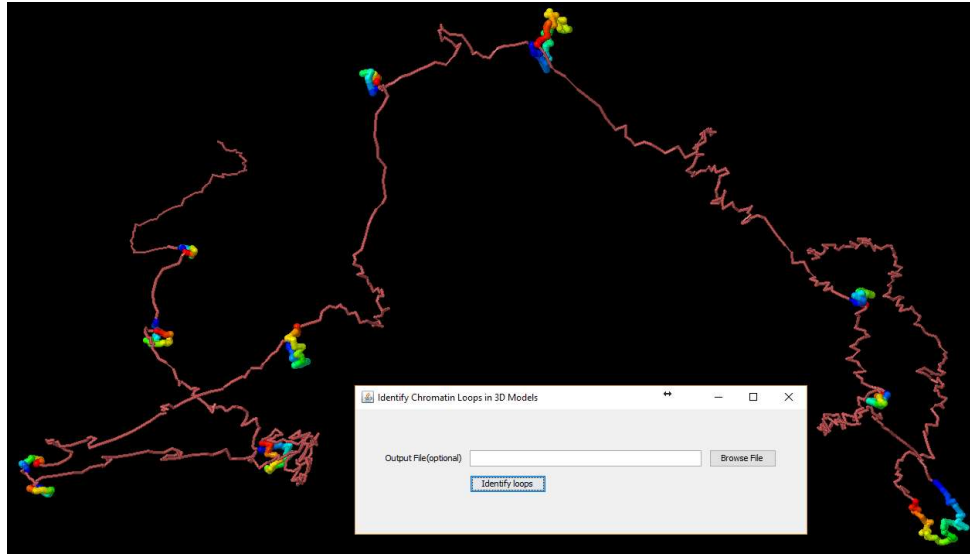 Identify Chromatin Loops in 3D Models
Output File(optional)
Browse File
Identify loops